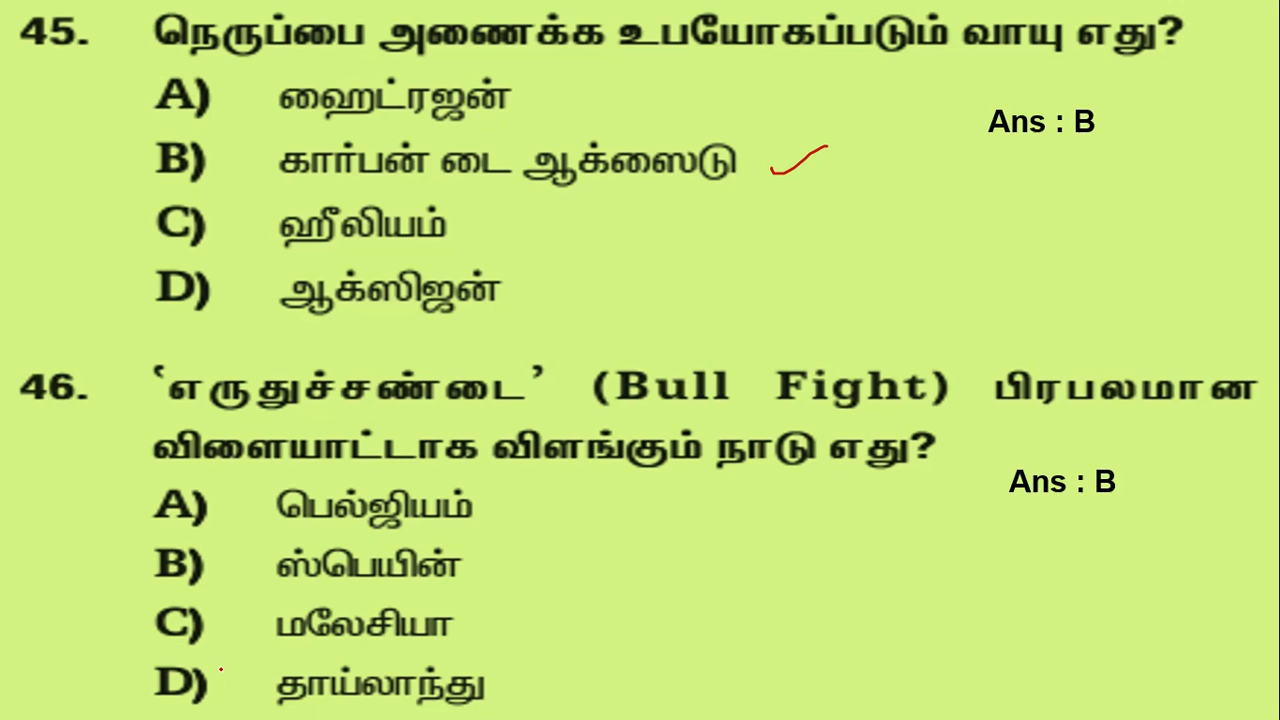 45. நெருப்பை அணைக்க உபயோகப்படும் வாயு எது?
A) ஹைட்ரஜன்
Ans : B
B) கார்பன் டை ஆக்ஸைடு
C) ஹீலியம்
D) ஆக்ஸிஜன்
46. ‘எருதுச்சண்டை’ (Bull Fight) பிரபலமான
விளையாட்டாக விளங்கும் நாடு எது?
Ans : B
A) பெல்ஜியம்
B) ஸ்பெயின்
C) மலேசியா
D) தாய்லாந்து